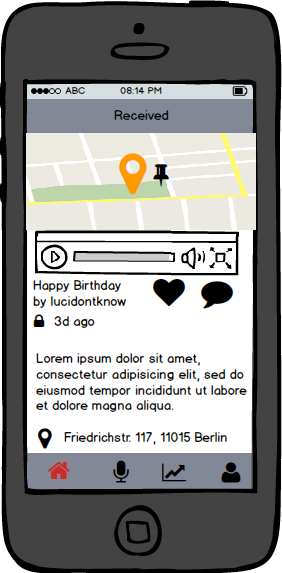 ABC 08:14 PM
Received
Happy Birthday
by lucidontknow
3d ago
Lorem ipsum dolor sit amet,
consectetur adipisicing elit, sed do
eiusmod tempor incididunt ut labore
et dolore magna aliqua.
Friedrichstr. 117, 11015 Berlin